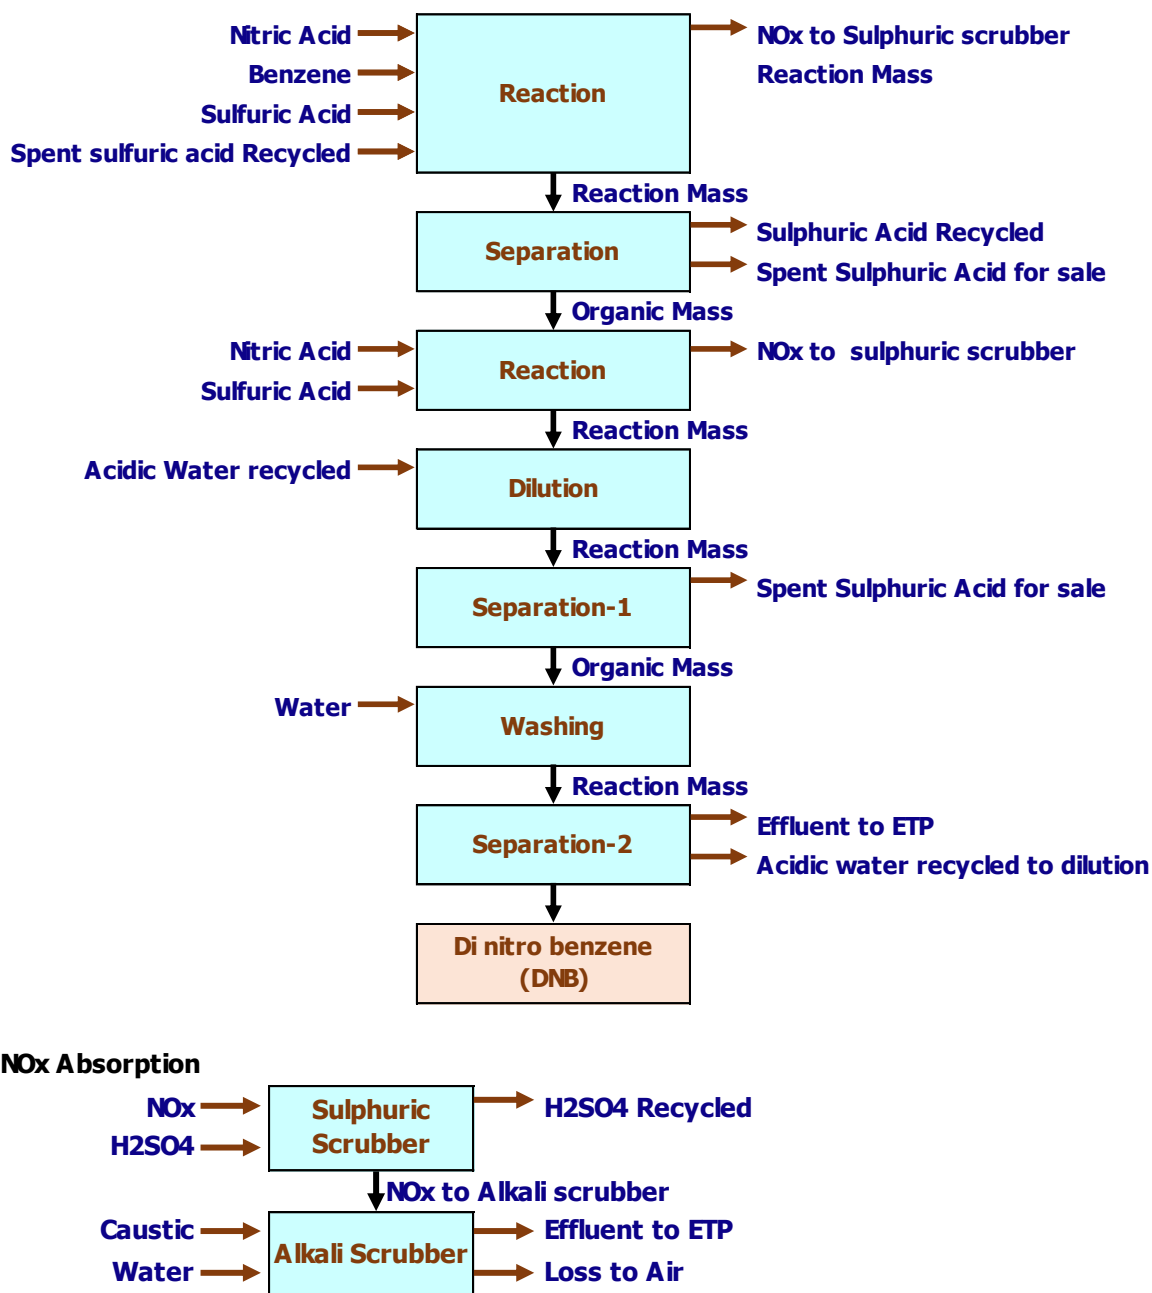 Nitric Acid
NOx to Sulphuric scrubber
Benzene
Reaction Mass
Reaction
Sulfuric Acid
Spent sulfuric acid Recycled
Reaction Mass
Sulphuric Acid Recycled
Separation
Spent Sulphuric Acid for sale
Organic Mass
Nitric Acid
NOx to sulphuric scrubber
Reaction
Sulfuric Acid
Reaction Mass
Acidic Water recycled
Dilution
Reaction Mass
Spent Sulphuric Acid for sale
Separation-1
Organic Mass
Water
Washing
Reaction Mass
Effluent to ETP
Separation-2
Acidic water recycled to dilution
Di nitro benzene
(DNB)
NOx Absorption
NOx
Sulphuric
Scrubber
H2SO4 Recycled
H2SO4
NOx to Alkali scrubber
Caustic
Effluent to ETP
Alkali Scrubber
Water
Loss to Air